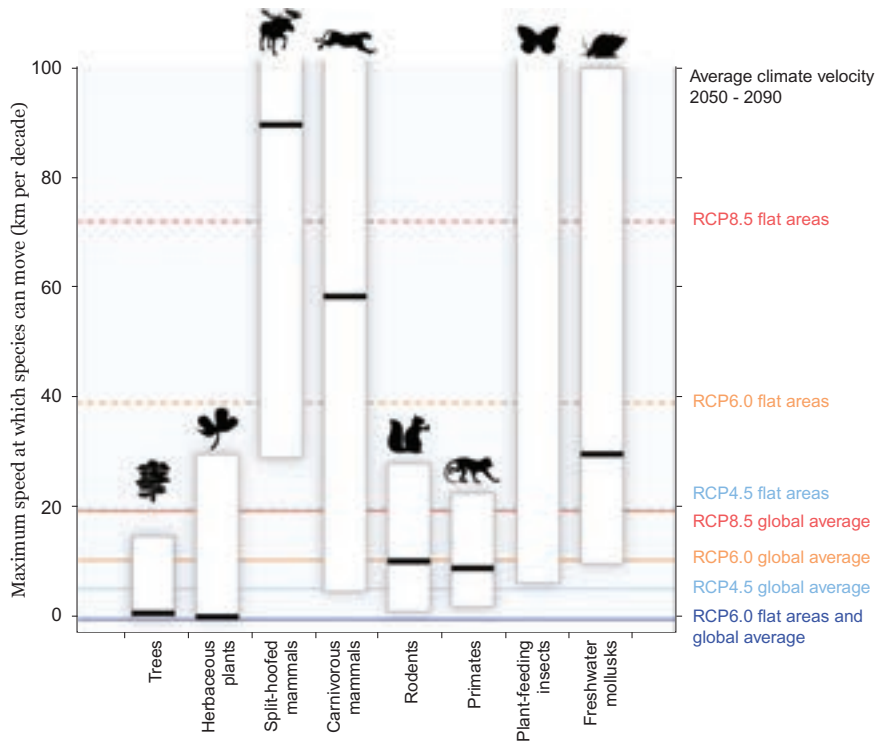 Maximum speed at which species can move (km per decade)
100
80
60
40
20
0
Average climate velocity
2050 - 2090
RCP8.5 flat areas
RCP6.0 flat areas
RCP4.5 flat areas
RCP8.5 global average
RCP6.0 global average
RCP4.5 global average
RCP6.0 flat areas and
global average
Trees
Herbaceous
plants
Split-hoofed
mammals
Carnivorous
mammals
Rodents
Primates
Plant-feeding
insects
Freshwater
mollusks